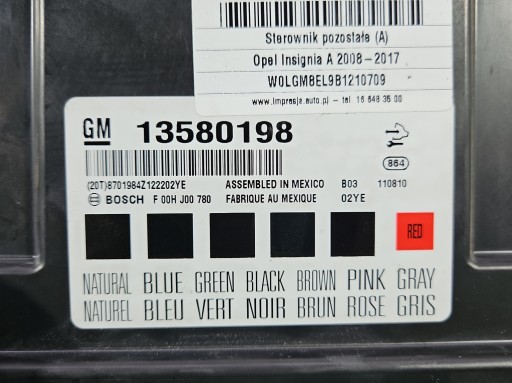 Sterownik pozostałe (A)
Opel Insignia A 2008-2017
W0LGM8EL9B1210709
www.impresja.auto.pl - tel 16 648 35 00
GM 13580198
864
(20T)8701984Z122202YE ASSEMBLED IN MEXICO B03 110810
BOSCH F 00H J00 780 FABRIQUE AU MEXIQUE 02YE
RED
NATURAL BLUE GREEN BLACK BROWN PINK GRAY
NATUREL BLEU VERT NOIR BRUN ROSE GRIS